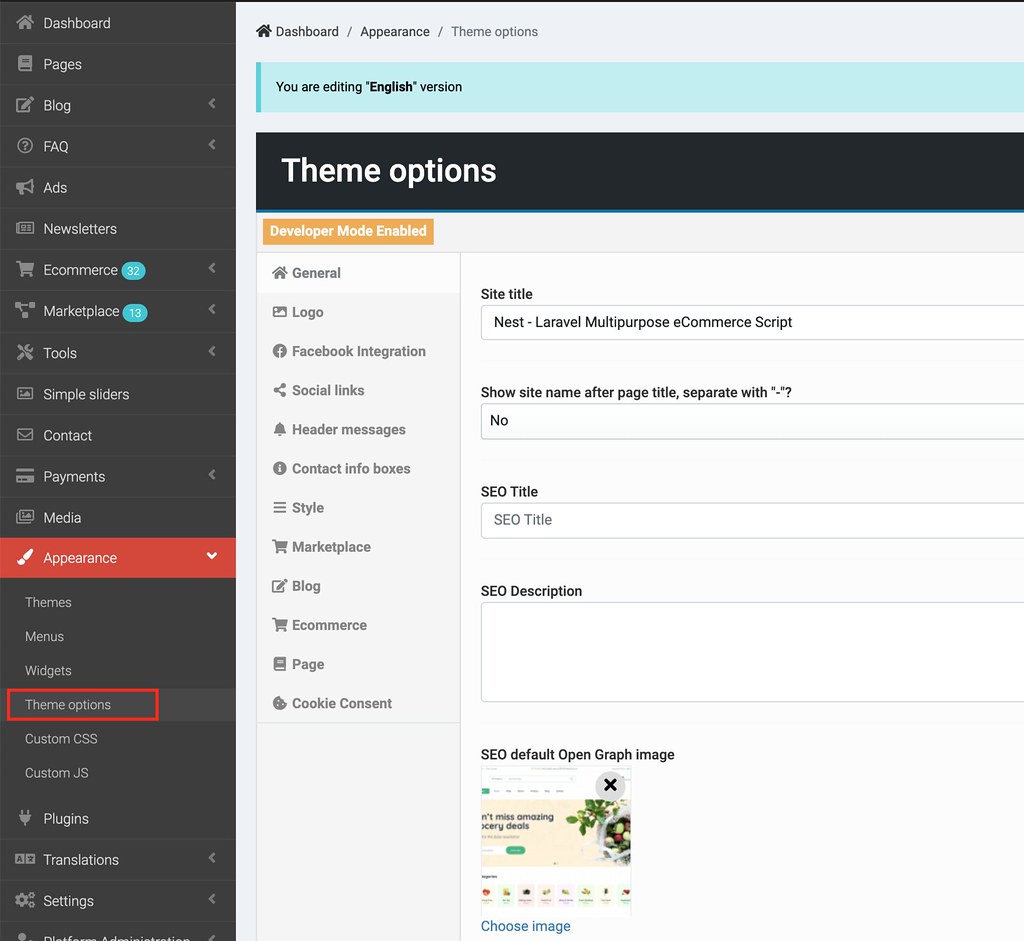 Dashboard
Pages
Blog
FAQ
Ads
Newsletters
Ecommerce 32
Marketplace 13
Tools
Simple sliders
Contact
Payments
Media
Appearance
Themes
Menus
Widgets
Theme options
Custom CSS
Custom JS
Plugins
Translations
Settings
Platform Administration
Dashboard / Appearance / Theme options
You are editing "English" version
Theme options
Developer Mode Enabled
General
Logo
Facebook Integration
Social links
Header messages
Contact info boxes
Style
Marketplace
Blog
Ecommerce
Page
Cookie Consent
Site title
Nest - Laravel Multipurpose eCommerce Script
Show site name after page title, separate with "-"?
No
SEO Title
SEO Title
SEO Description
SEO default Open Graph image
n't miss amazing
ocery deals
Choose image